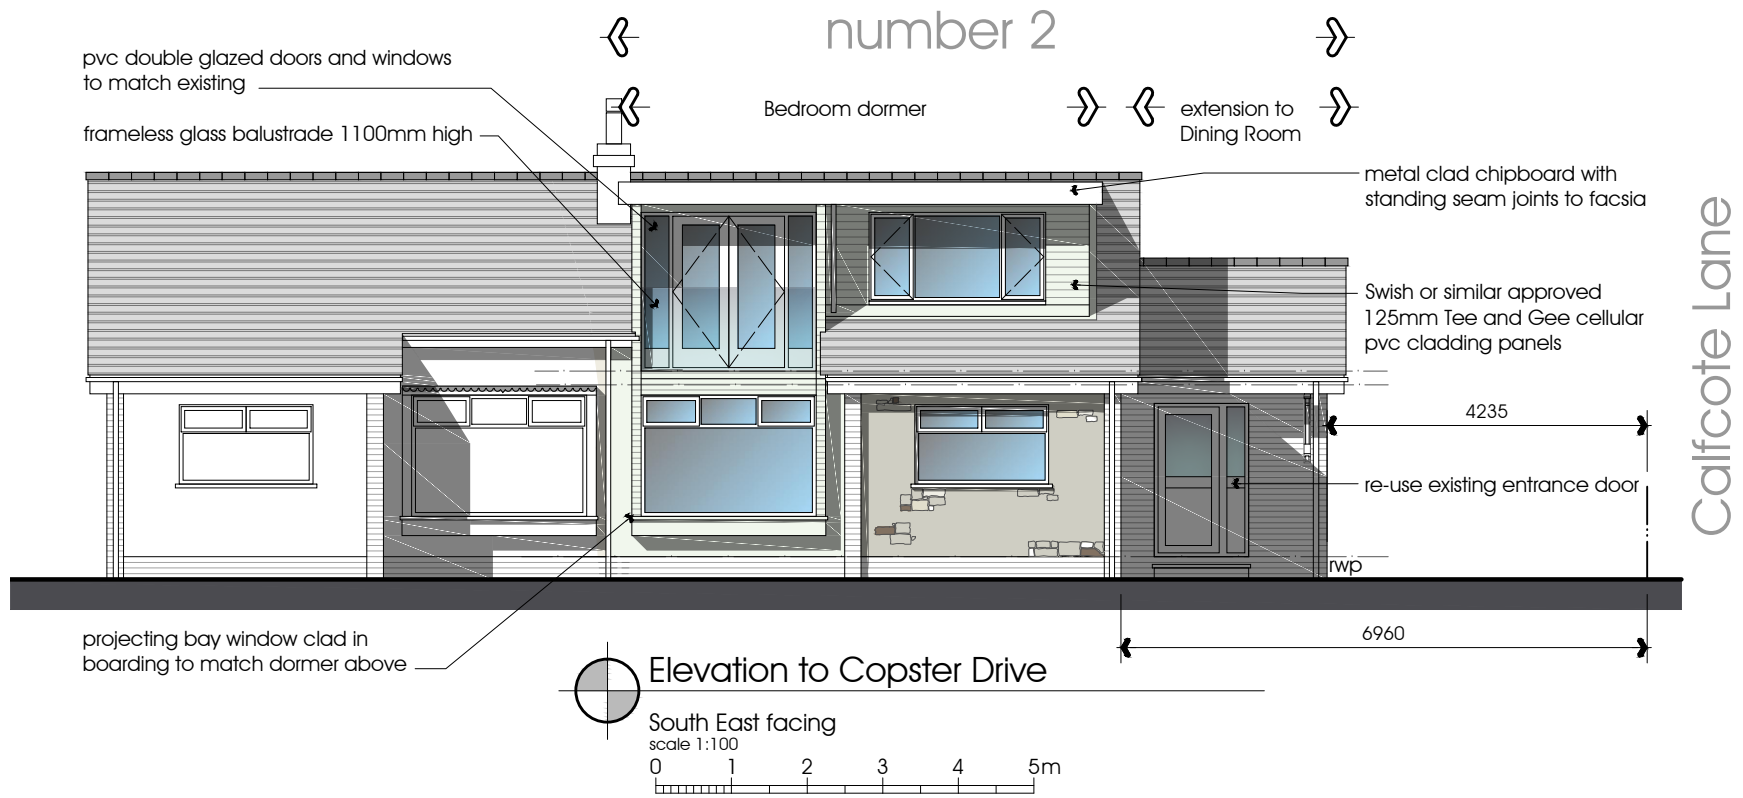 number 2
pvc double glazed doors and windows
to match existing
frameless glass balustrade 1100mm high
Bedroom dormer
extension to
Dining Room
metal clad chipboard with
standing seam joints to facsia
Swish or similar approved
125mm Tee and Gee cellular
pvc cladding panels
Calfcote Lane
4235
re-use existing entrance door
rwp
6960
projecting bay window clad in
boarding to match dormer above
Elevation to Copster Drive
South East facing
scale 1:100
0 1 2 3 4 5m